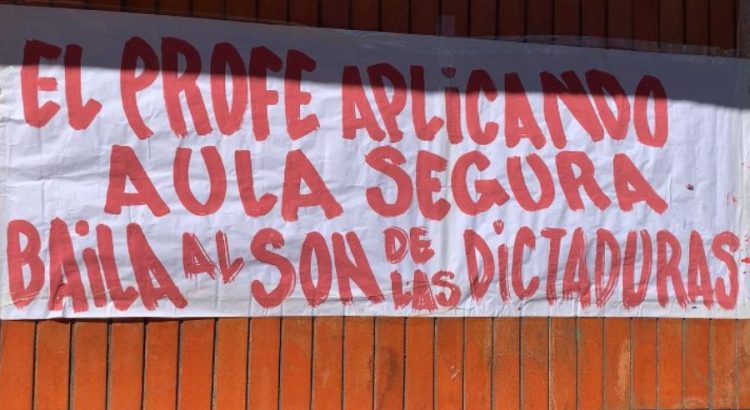 EL PROFE APLICANDO
AULA SEGURA
BAILA AL SON DE LAS DICTADURAS